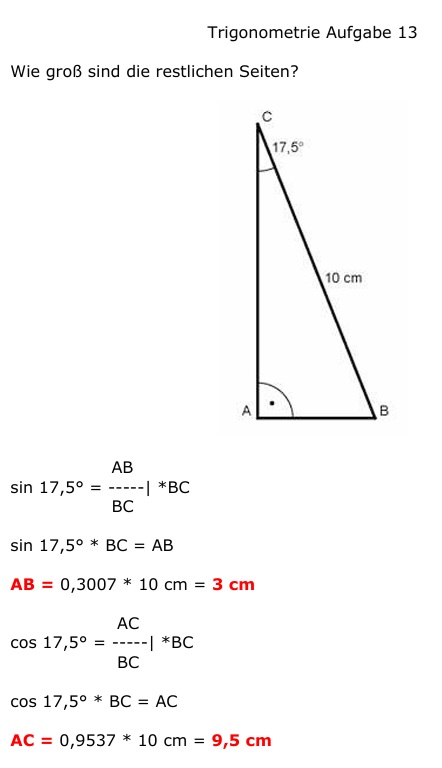 Trigonometrie Aufgabe 13
Wie groß sind die restlichen Seiten?
C
17,5°
10 cm
A
B
AB
sin 17,5° = -----| *BC
BC
sin 17,5° * BC = AB
AB = 0,3007 * 10 cm = 3 cm
AC
cos 17,5° = -----| *BC
BC
cos 17,5° * BC = AC
AC = 0,9537 * 10 cm = 9,5 cm